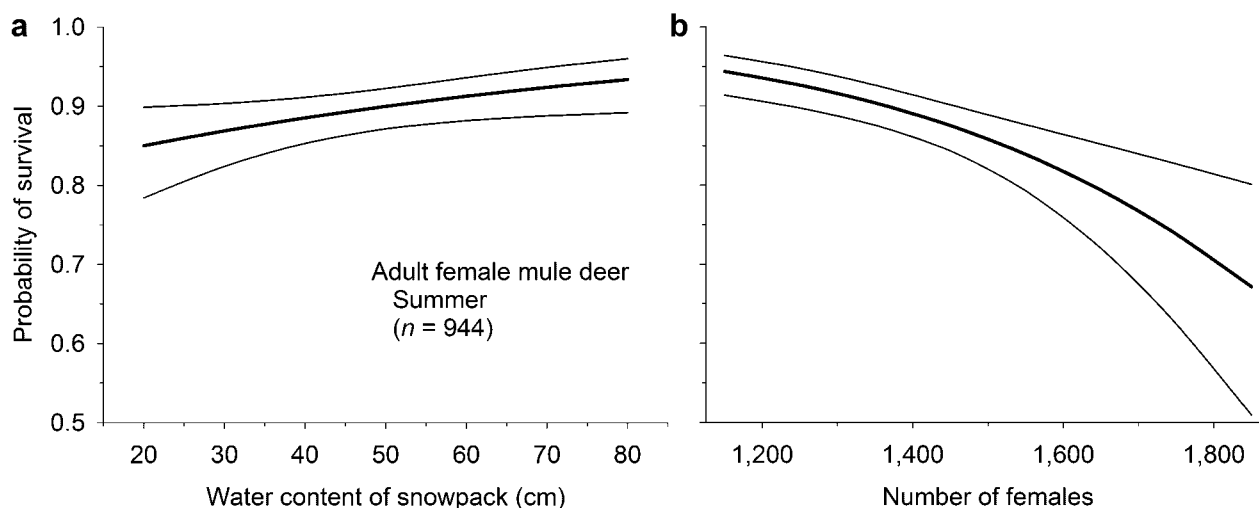 a
b
Probability of survival
1.0
0.9
0.8
0.7
0.6
0.5
Adult female mule deer
Summer
(n = 944)
20 30 40 50 60 70 80
Water content of snowpack (cm)
1,200 1,400 1,600 1,800
Number of females